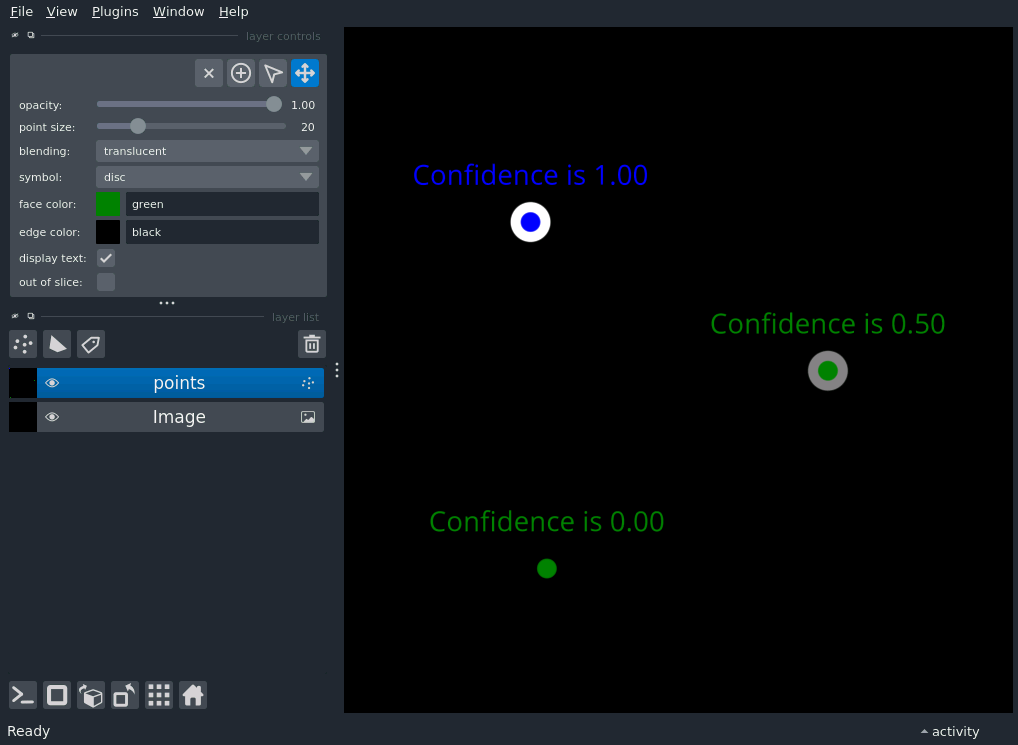 File View Plugins Window Help
layer controls
opacity: 1.00
point size: 20
blending: translucent
symbol: disc
face color: green
edge color: black
display text:
out of slice:
layer list
points
Image
Confidence is 1.00
Confidence is 0.50
Confidence is 0.00
Ready
activity